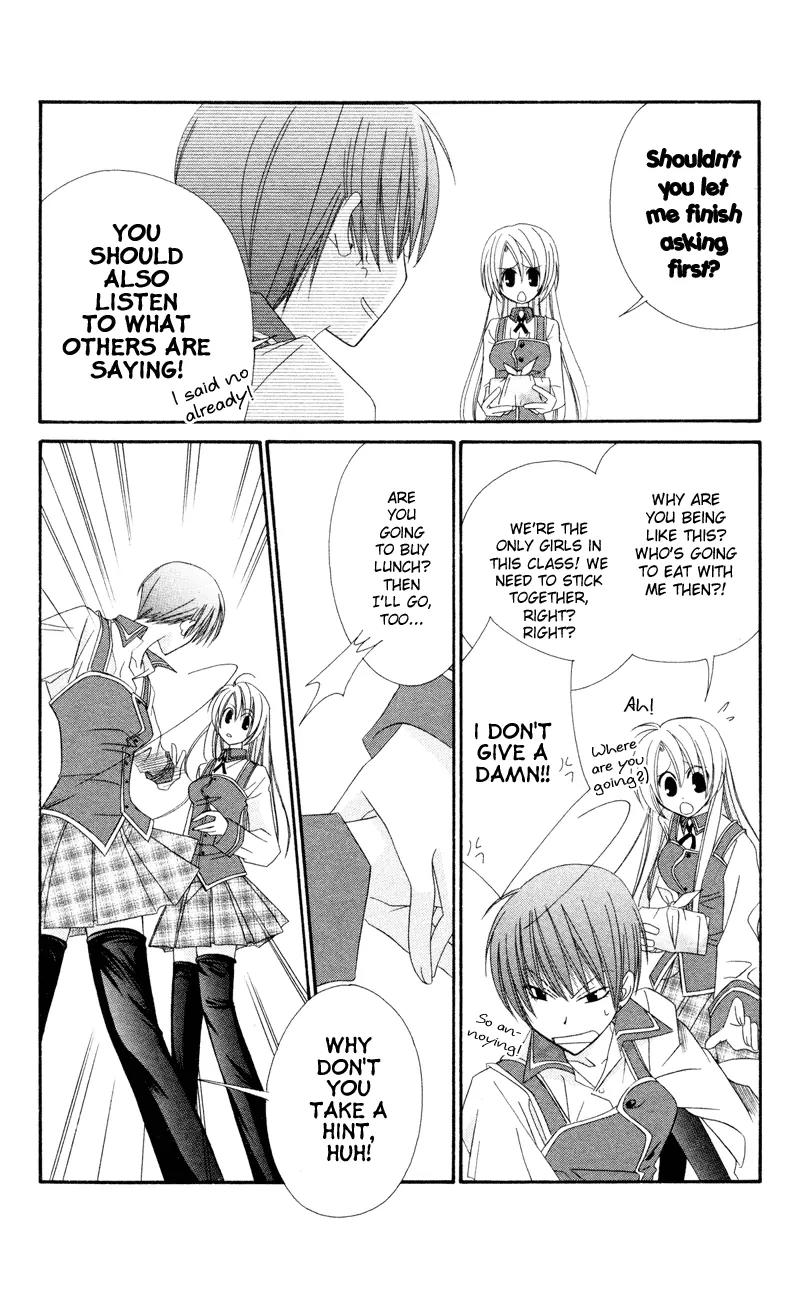 Shouldn't
you let
me finish
asking
first?
YOU
SHOULD
ALSO
LISTEN
TO WHAT
OTHERS ARE
SAYING!
I said no
already!
WHY ARE
YOU BEING
LIKE THIS?
WHO'S GOING
TO EAT WITH
ME THEN?!
WE'RE THE
ONLY GIRLS IN
THIS CLASS! WE
NEED TO STICK
TOGETHER,
RIGHT?
RIGHT?
Ah!
Where
are you
going?)
I DON'T
GIVE A
DAMN!!
So an-
noying!
ARE
YOU
GOING
TO BUY
LUNCH?
THEN
I'LL GO,
TOO...
WHY
DON'T
YOU
TAKE A
HINT,
HUH!